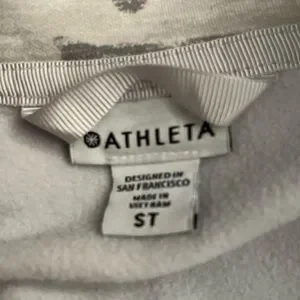 ATHLETA
DESIGNED IN
SAN FRANCISCO
MADE IN
VIETNAM
ST